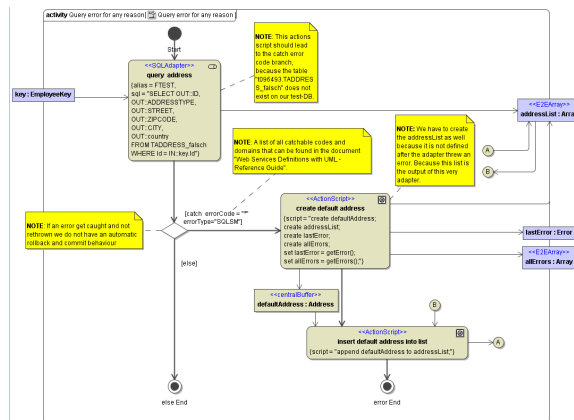 activity Query error for any reason [ Query error for any reason ]
Start
<<SQLAdapter>>
query address
{alias = FTEST,
sql = "SELECT OUT::ID,
OUT::ADDRESSTYPE,
OUT::STREET,
OUT::ZIPCODE,
OUT::CITY,
OUT::country
FROM TADDRESS_falsch
WHERE Id = IN::key.Id"}
NOTE: This actions
script should lead
to the catch error
code branch,
because the table
"t096493.TADDRES
S_falsch" does not
exist on our test-DB.
key : EmployeeKey
<<E2EArray>>
addressList : Array
A
B
NOTE: A list of all catchable codes and
domains that can be found in the document
"Web Services Definitions with UML -
Reference Guide".
NOTE: We have to create
the addressList as well
because it is not defined
after the adapter threw an
error. Because this list is
the output of this very
adapter.
NOTE: If an error get caught and not
rethrown we do not have an automatic
rollback and commit behaviour
[catch errorCode = "*"
errorType="SQLSM"]
[else]
<<ActionScript>>
create default address
{script = "create defaultAddress;
create addressList;
create lastError;
create allErrors;
set lastError = getError();
set allErrors = getErrors();"}
lastError : Error
<<E2EArray>>
allErrors : Array
<<centralBuffer>>
defaultAddress : Address
B
<<ActionScript>>
insert default address into list
{script = "append defaultAddress to addressList;"}
A
else End
error End